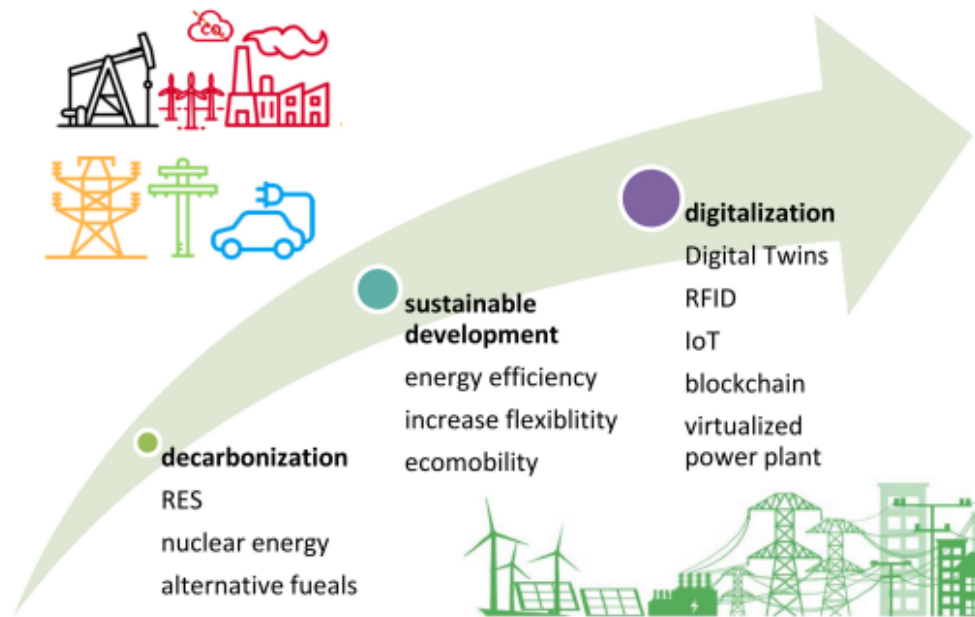 CO₂
digitalization
Digital Twins
RFID
IoT
blockchain
virtualized
power plant
sustainable
development
energy efficiency
increase flexiblitity
ecomobility
decarbonization
RES
nuclear energy
alternative fueals